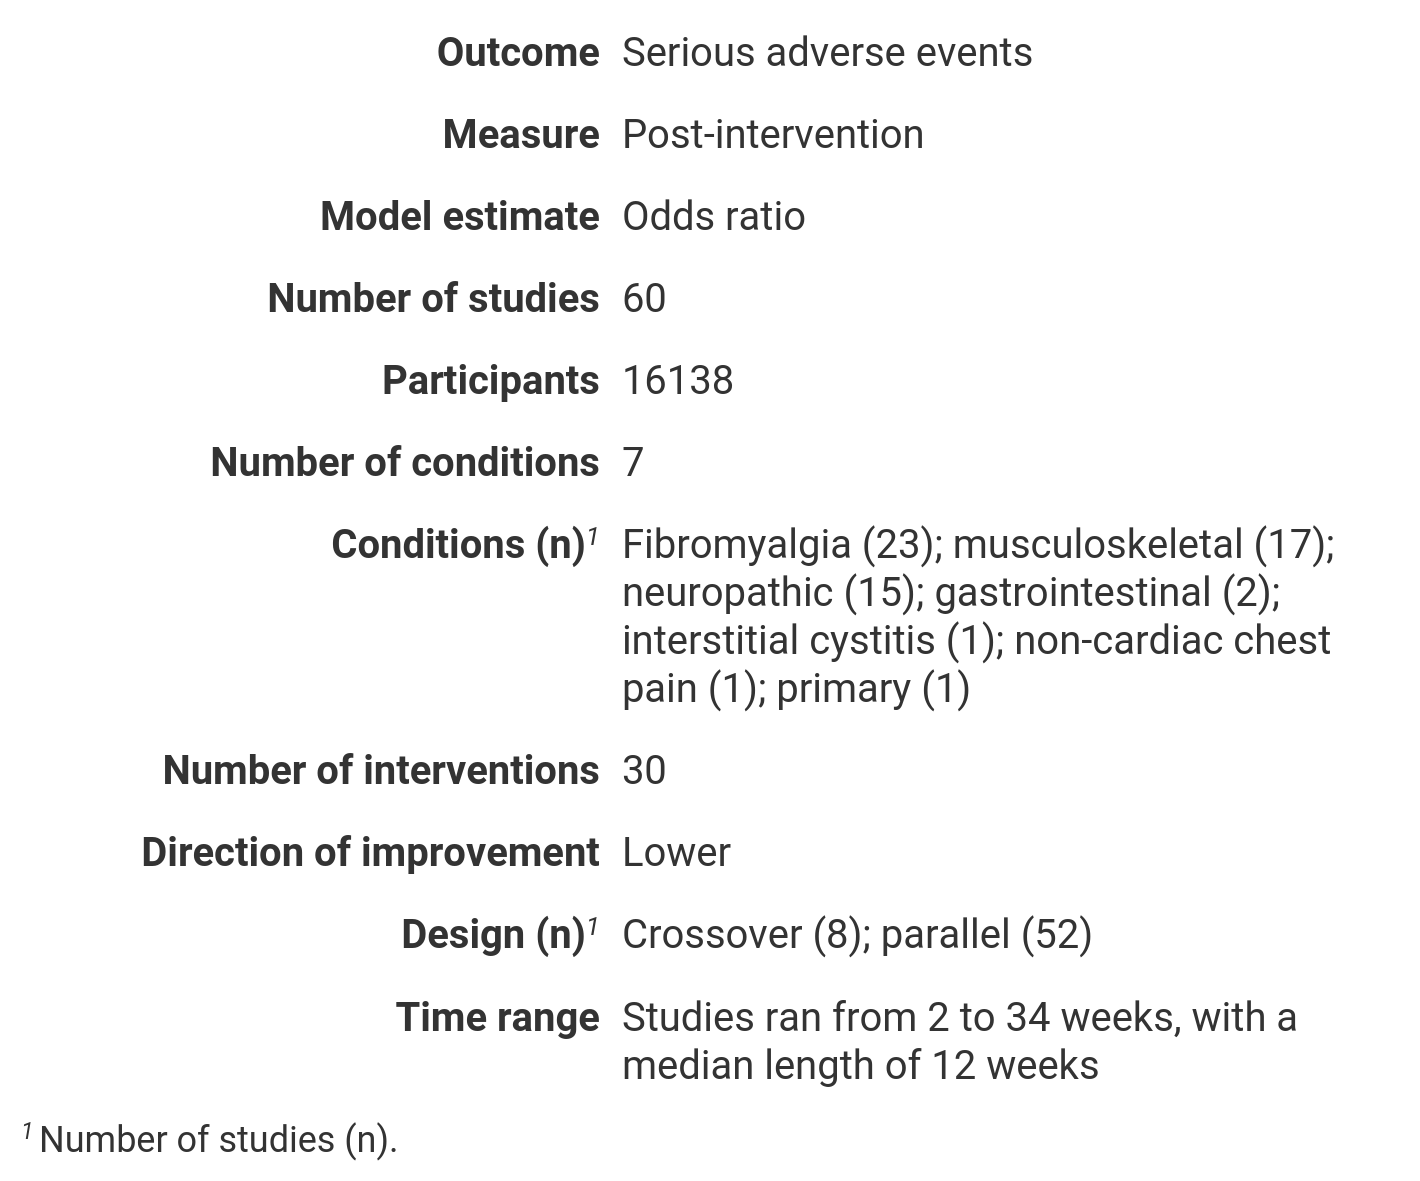 Outcome Serious adverse events
Measure Post-intervention
Model estimate Odds ratio
Number of studies 60
Participants 16138
Number of conditions 7
Conditions (n)1 Fibromyalgia (23); musculoskeletal (17);
neuropathic (15); gastrointestinal (2);
interstitial cystitis (1); non-cardiac chest
pain (1); primary (1)
Number of interventions 30
Direction of improvement Lower
Design (n)1 Crossover (8); parallel (52)
Time range Studies ran from 2 to 34 weeks, with a
median length of 12 weeks
1 Number of studies (n).